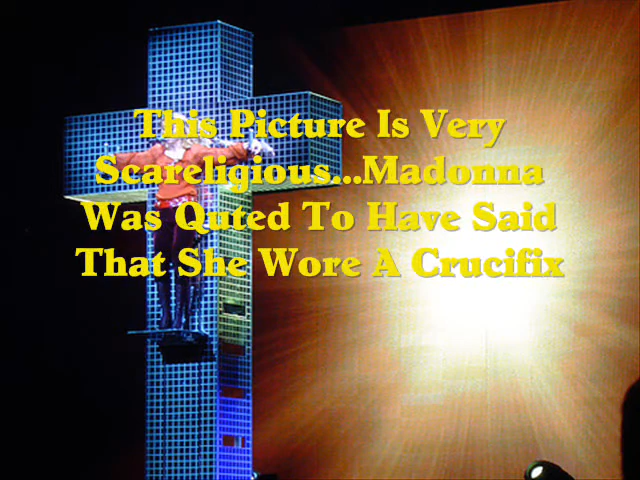 This Picture Is Very
Scareligious...Madonna
Was Quted To Have Said
That She Wore A Crucifix